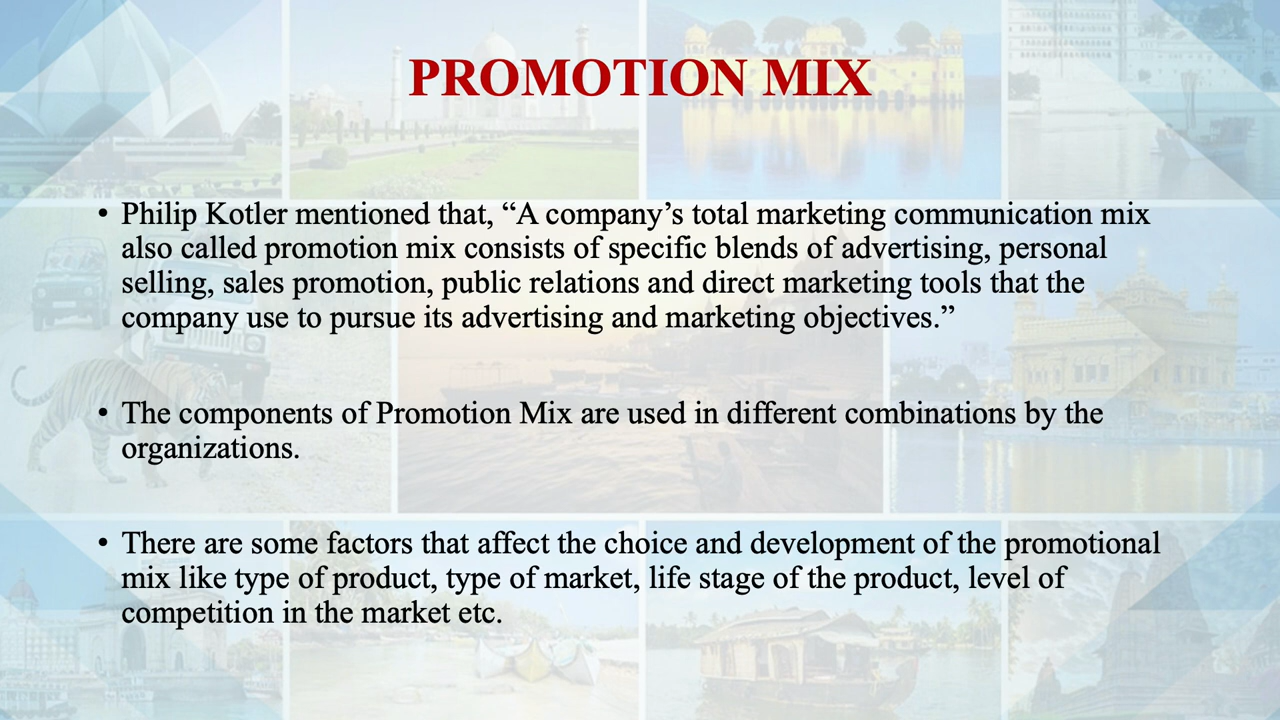 PROMOTION MIX
• Philip Kotler mentioned that, “A company’s total marketing communication mix
also called promotion mix consists of specific blends of advertising, personal
selling, sales promotion, public relations and direct marketing tools that the
company use to pursue its advertising and marketing objectives.”
• The components of Promotion Mix are used in different combinations by the
organizations.
• There are some factors that affect the choice and development of the promotional
mix like type of product, type of market, life stage of the product, level of
competition in the market etc.